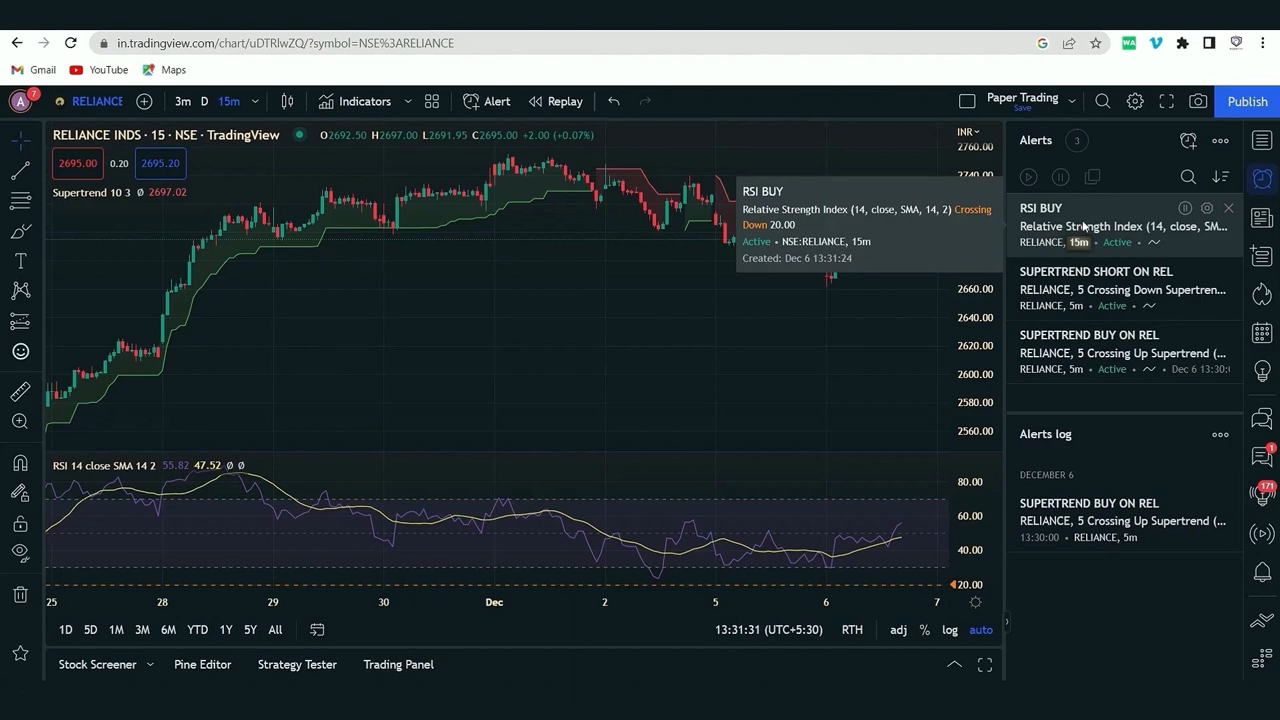 in.tradingview.com/chart/uDTRlwZQ/?symbol=NSE%3ARELIANCE
Gmail
YouTube
Maps
A
7
RELIANCE
3m
D
15m
Indicators
Alert
Replay
Paper Trading
Save
Publish
RELIANCE INDS · 15 · NSE · TradingView
O2692.50 H2697.00 L2691.95 C2695.00 +2.00 (+0.07%)
2695.00
0.20
2695.20
Supertrend 10 3 Ø 2697.02
INR
2760.00
2740.00
2660.00
2640.00
2620.00
2600.00
2580.00
2560.00
RSI BUY
Relative Strength Index (14, close, SMA, 14, 2) Crossing
Down 20.00
Active • NSE:RELIANCE, 15m
Created: Dec 6 13:31:24
Alerts
3
RSI BUY
Relative Strength Index (14, close, SM...
RELIANCE, 15m • Active •
SUPERTREND SHORT ON REL
RELIANCE, 5 Crossing Down Supertren...
RELIANCE, 5m • Active •
SUPERTREND BUY ON REL
RELIANCE, 5 Crossing Up Supertrend (...
RELIANCE, 5m • Active • • Dec 6 13:30:
Alerts log
DECEMBER 6
SUPERTREND BUY ON REL
RELIANCE, 5 Crossing Up Supertrend (...
13:30:00 • RELIANCE, 5m
1
171
RSI 14 close SMA 14 2 55.82 47.52 Ø Ø
80.00
60.00
40.00
20.00
25
28
29
30
Dec
2
5
6
7
1D
5D
1M
3M
6M
YTD
1Y
5Y
All
13:31:31 (UTC+5:30)
RTH
adj
%
log
auto
Stock Screener
Pine Editor
Strategy Tester
Trading Panel